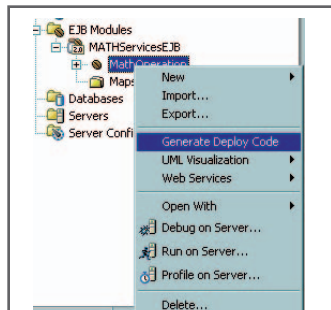 EJB Modules
MATHServicesEJB
MathOperation
Maps
Databases
Servers
Server Confi
New
Import...
Export...
Generate Deploy Code
UML Visualization
Web Services
Open With
Debug on Server...
Run on Server...
Profile on Server...
Delete...